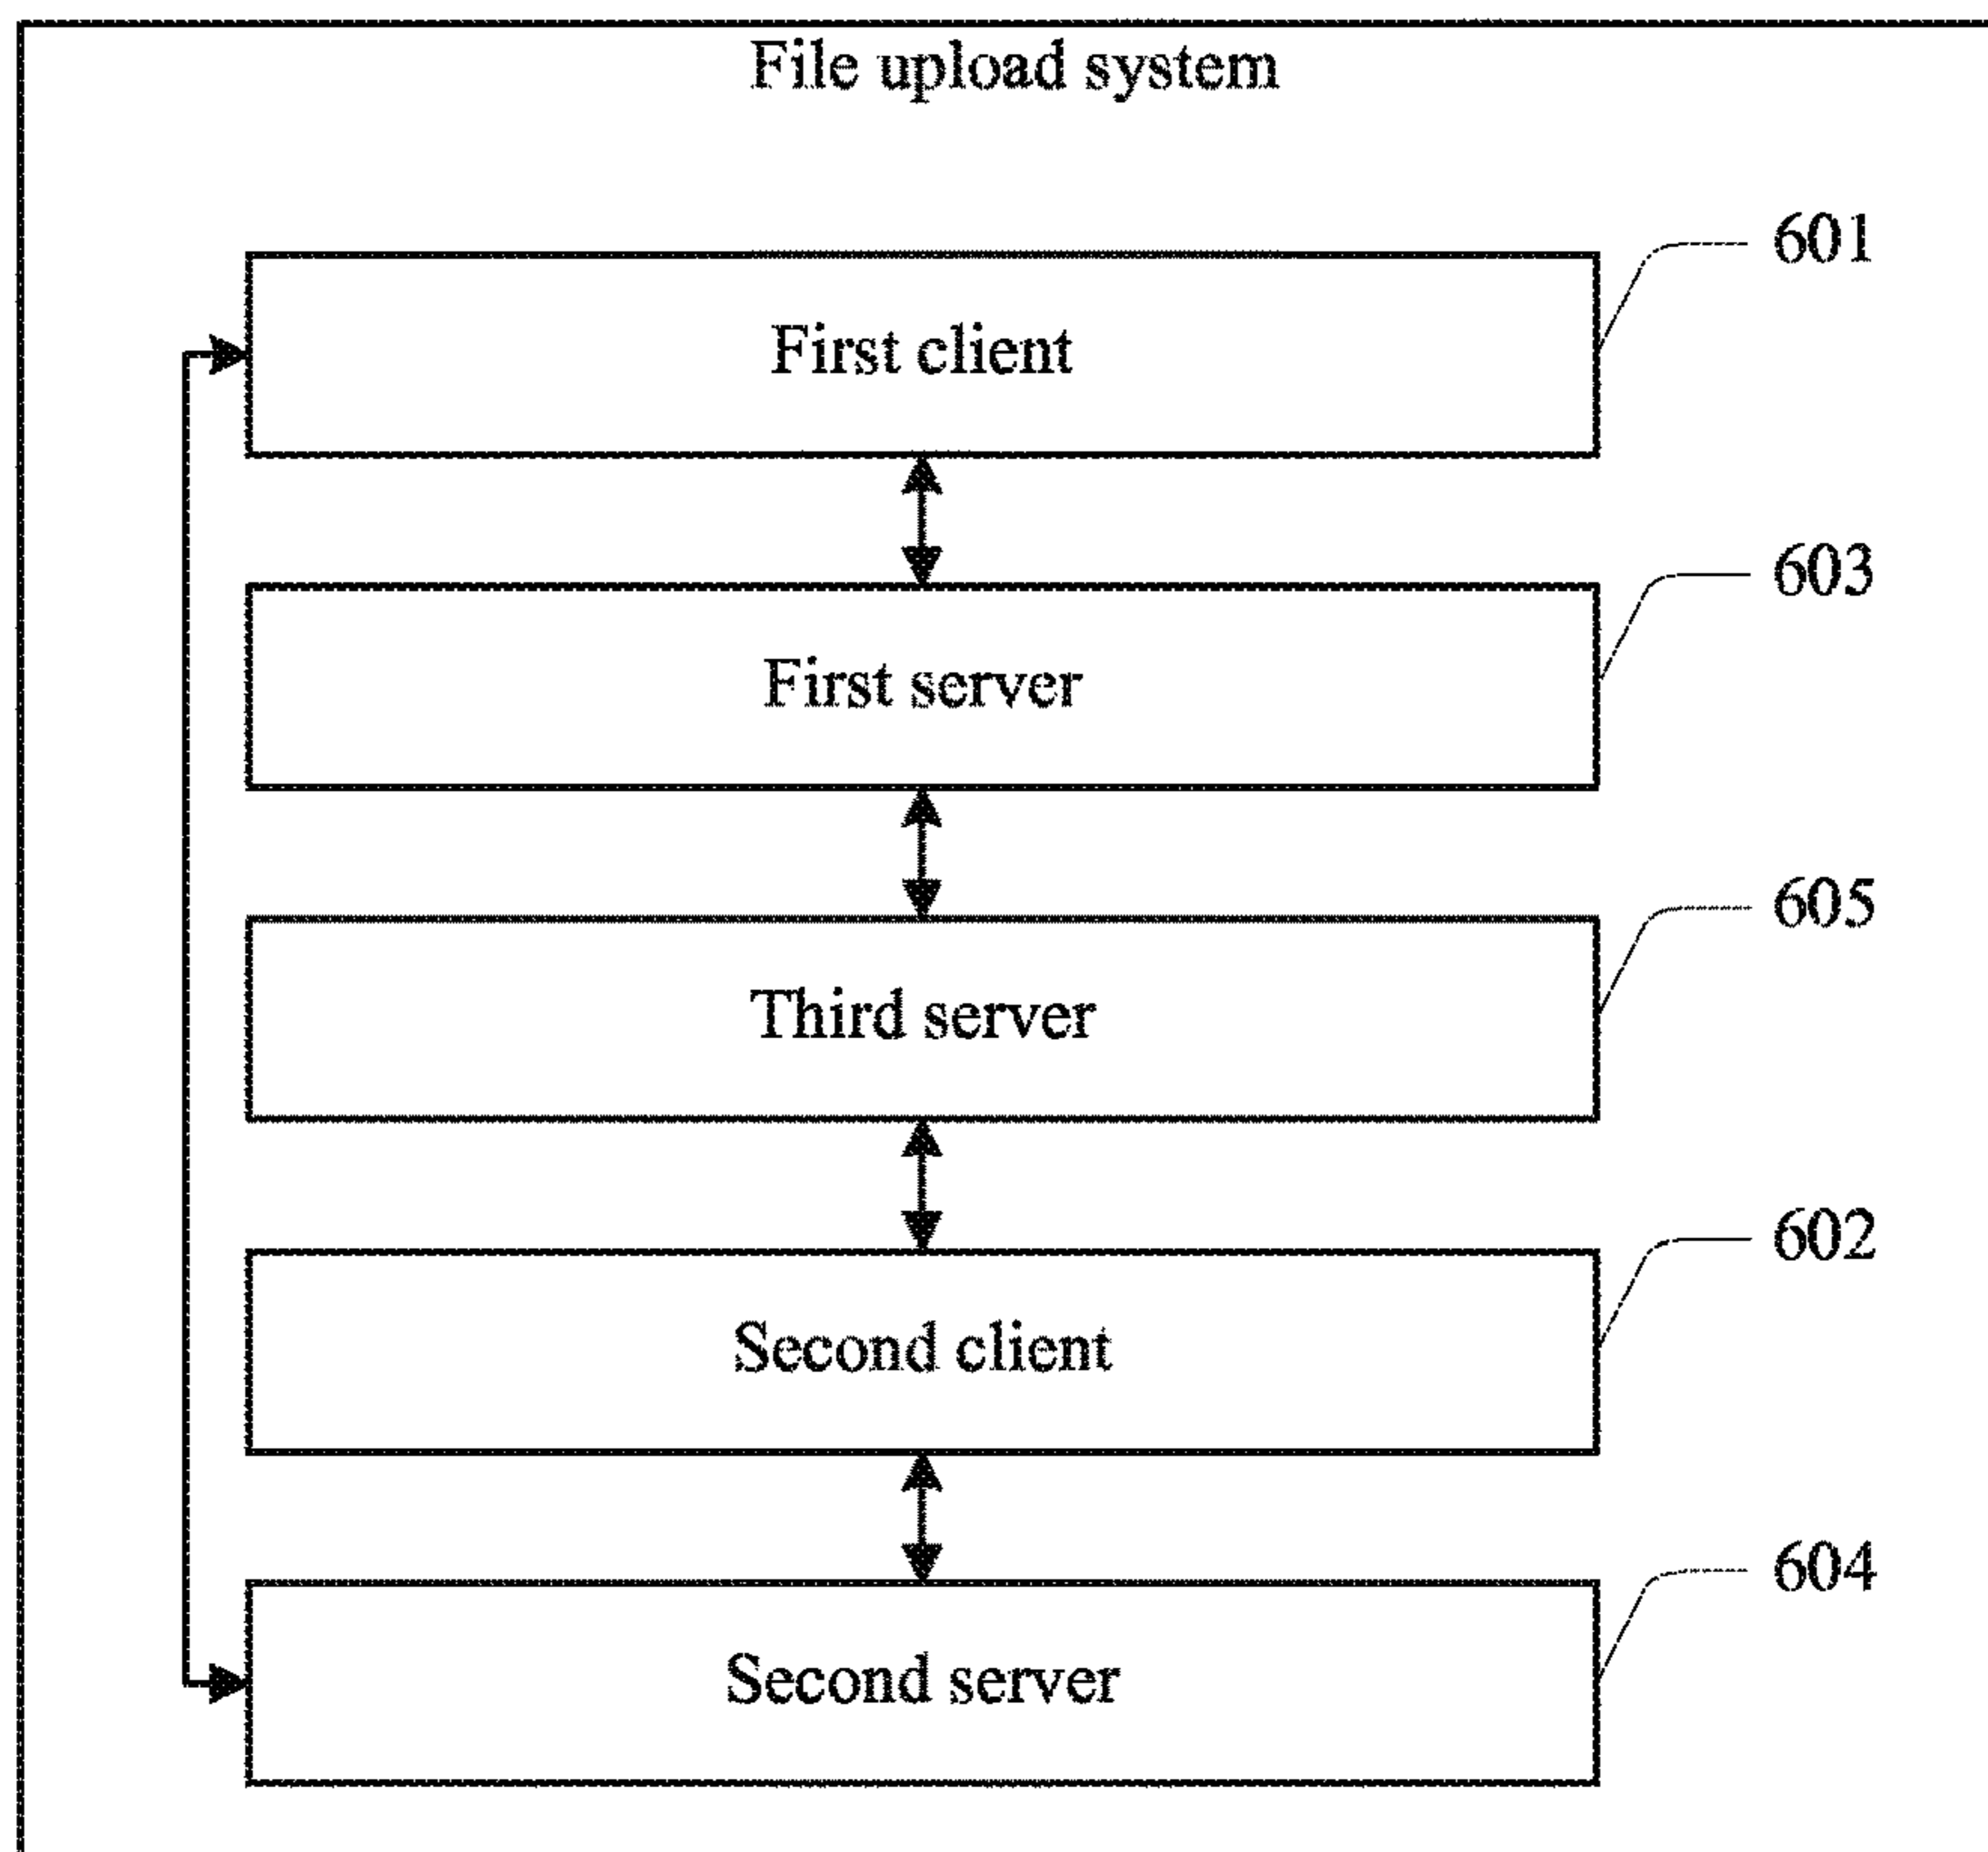 File upload system
601
First client
603
First server
605
Third server
602
Second client
604
Second server